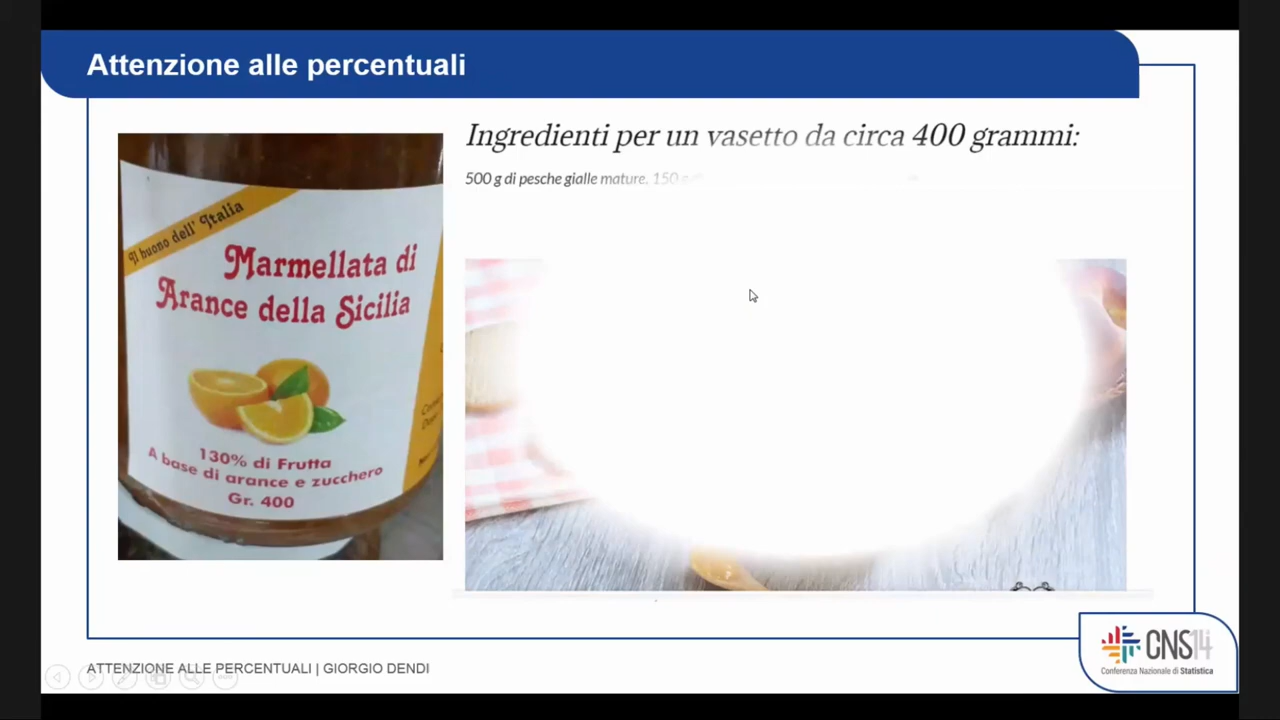 Attenzione alle percentuali
Ingredienti per un vasetto da circa 400 grammi:
500 g di pesche gialle mature, 150
Il buono dell' Italia
Marmellata di
Arance della Sicilia
130% di Frutta
A base di arance e zucchero
Gr. 400
ATTENZIONE ALLE PERCENTUALI | GIORGIO DENDI
CNS14
Conferenza Nazionale di Statistica